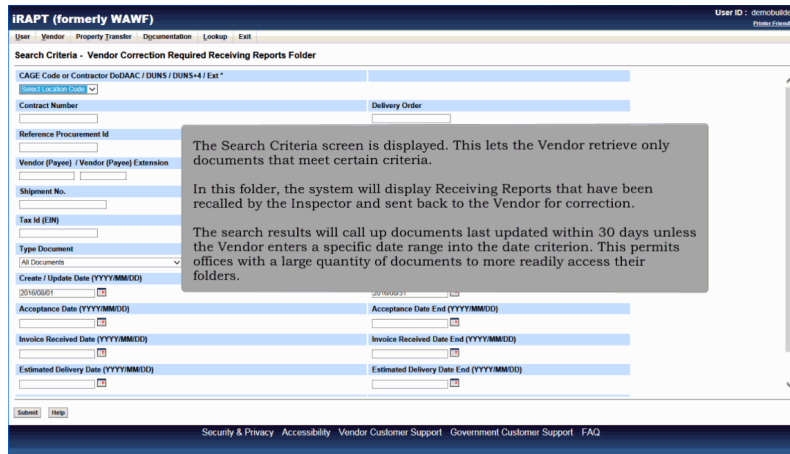 iRAPT (formerly WAWF)
User ID : demobuilde
Printer Friend
User Vendor Property Transfer Documentation Lookup Exit
Search Criteria - Vendor Correction Required Receiving Reports Folder
CAGE Code or Contractor DoDAAC / DUNS / DUNS+4 / Ext *
Select Location Code
Contract Number Delivery Order
Reference Procurement Id
Vendor (Payee) / Vendor (Payee) Extension
Shipment No.
Tax Id (EIN)
Type Document
All Documents
The Search Criteria screen is displayed. This lets the Vendor retrieve only
documents that meet certain criteria.
In this folder, the system will display Receiving Reports that have been
recalled by the Inspector and sent back to the Vendor for correction.
The search results will call up documents last updated within 30 days unless
the Vendor enters a specific date range into the date criterion. This permits
offices with a large quantity of documents to more readily access their
folders.
Create / Update Date (YYYY/MM/DD)
2016/08/01 2016/08/31
Acceptance Date (YYYY/MM/DD) Acceptance Date End (YYYY/MM/DD)
Invoice Received Date (YYYY/MM/DD) Invoice Received Date End (YYYY/MM/DD)
Estimated Delivery Date (YYYY/MM/DD) Estimated Delivery Date End (YYYY/MM/DD)
Submit Help
Security & Privacy Accessibility Vendor Customer Support Government Customer Support FAQ